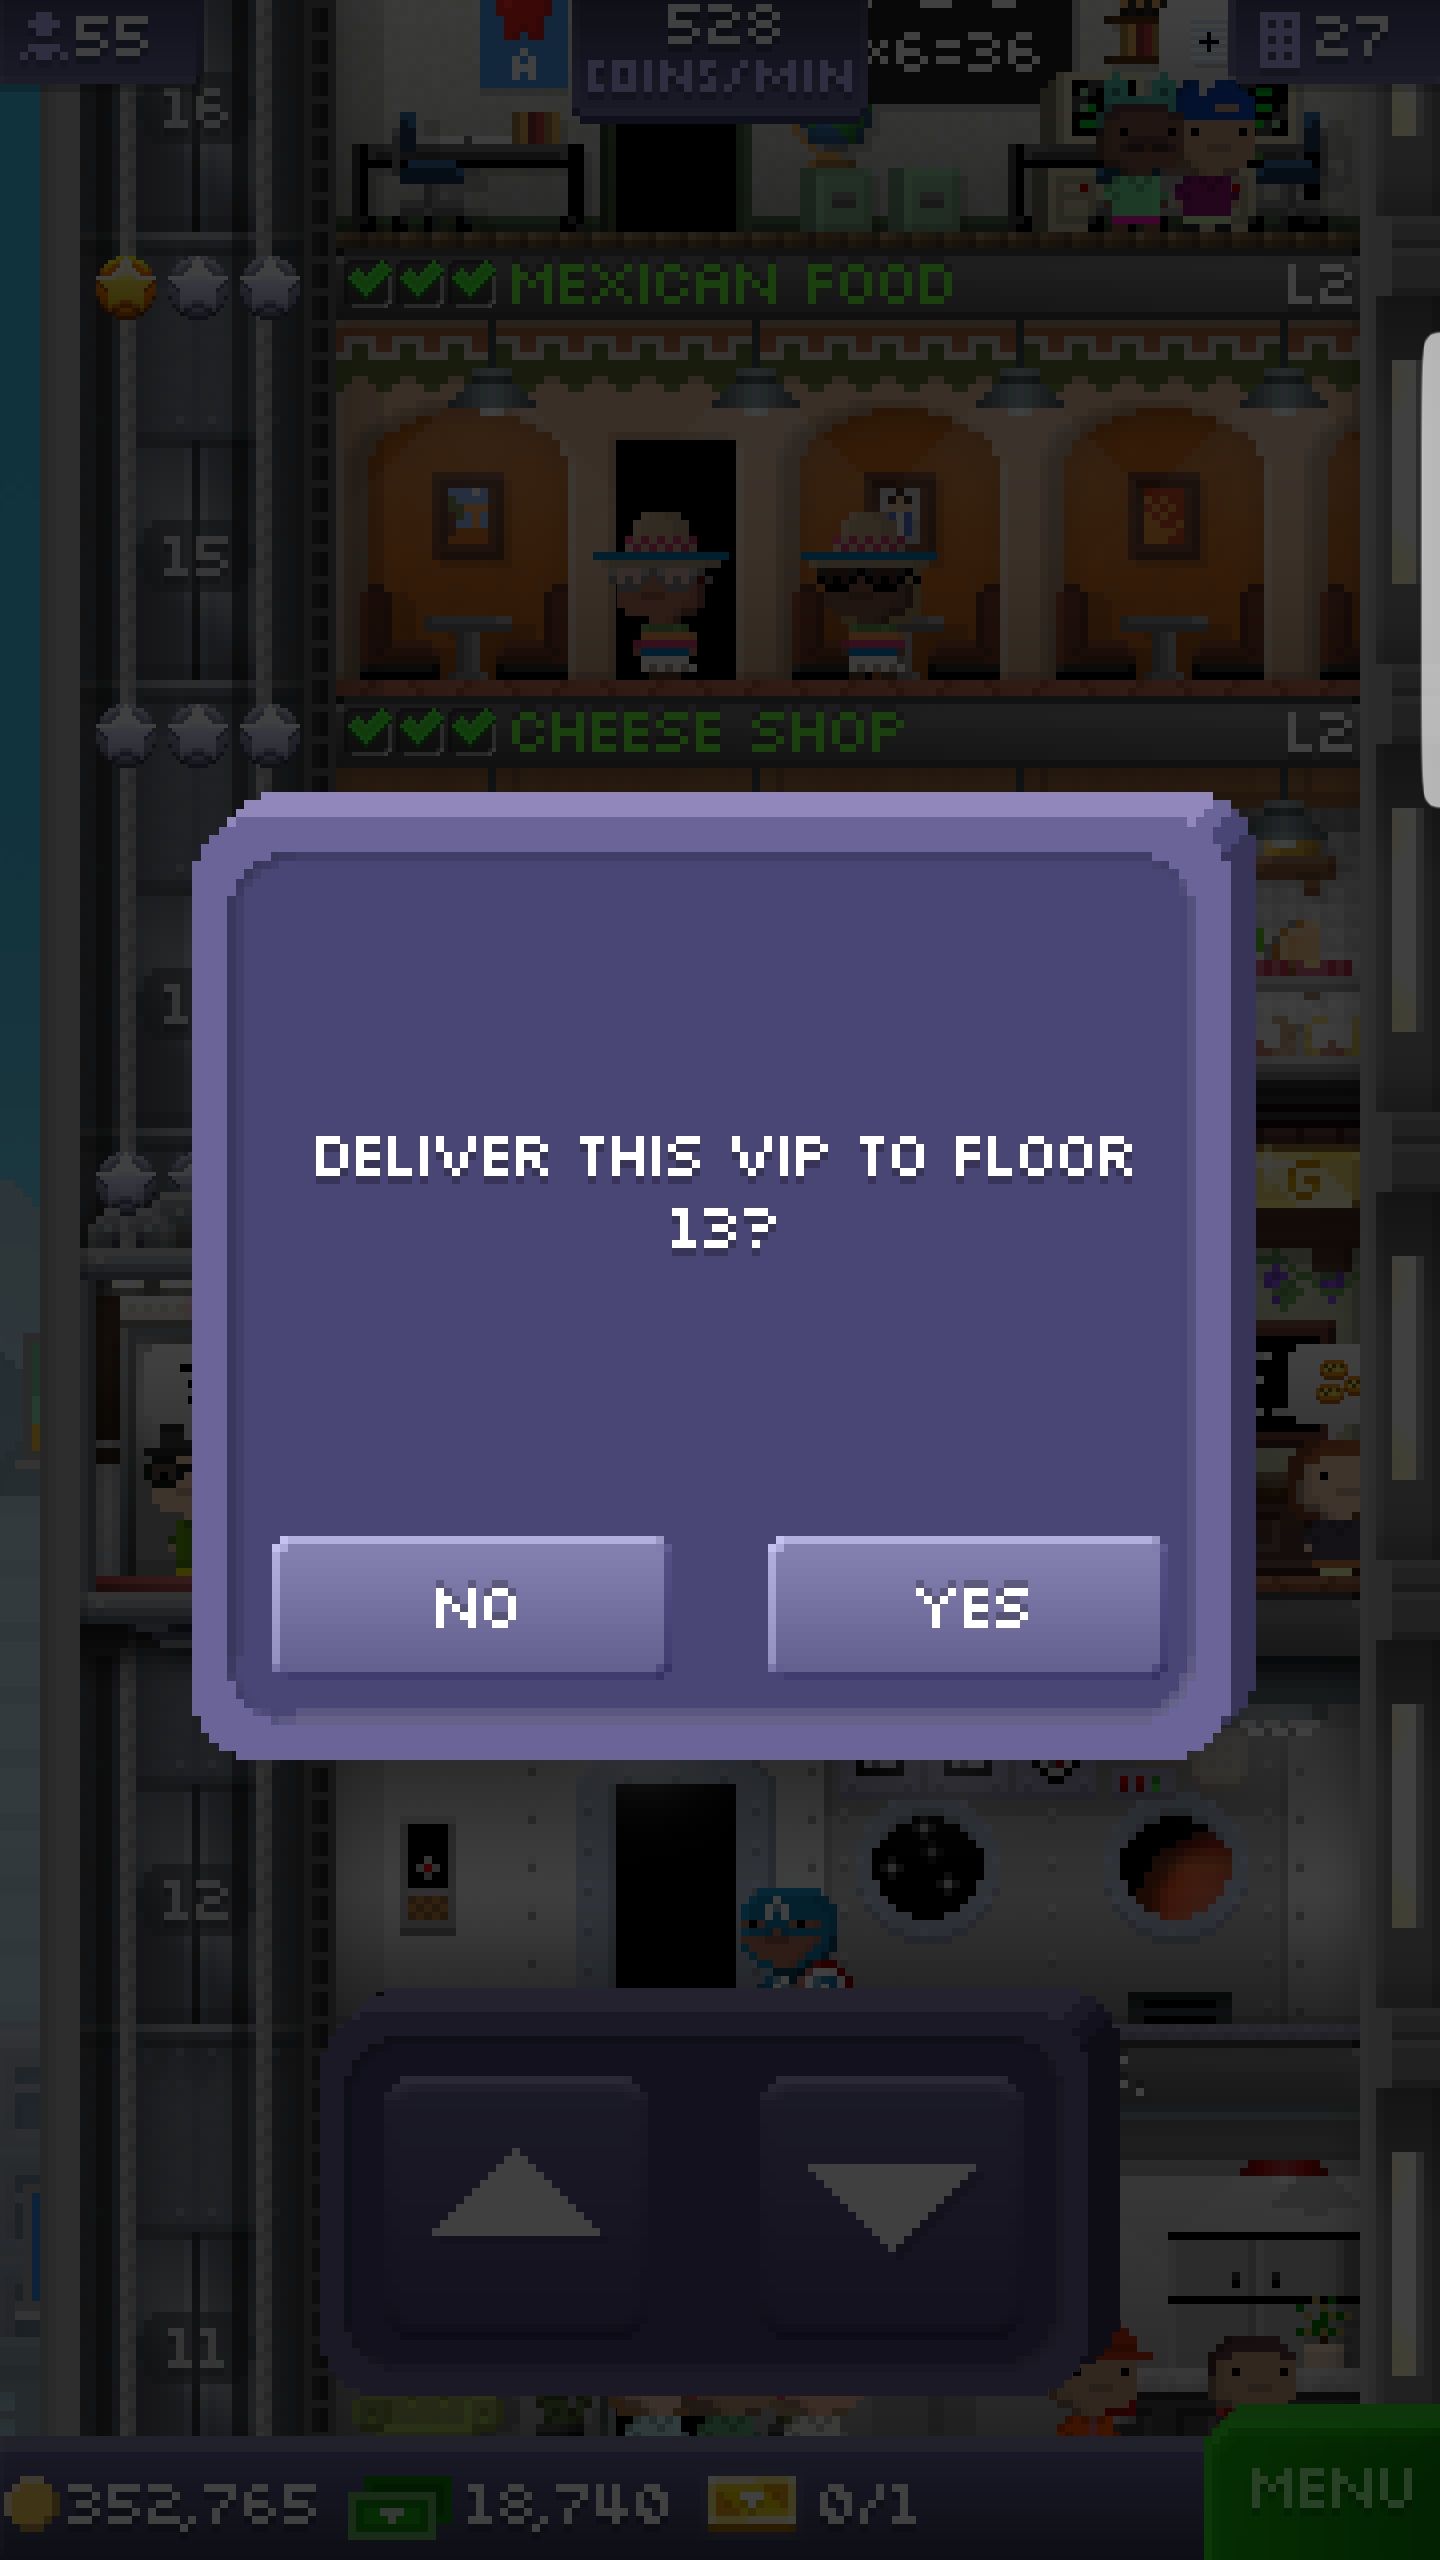 55
528
COINS/MIN
27
A
×6=36
+
16
MEXICAN FOOD L2
15
CHEESE SHOP L2
G
DELIVER THIS VIP TO FLOOR
13?
NO
YES
12
11
352,765
18,740
0/1
MENU